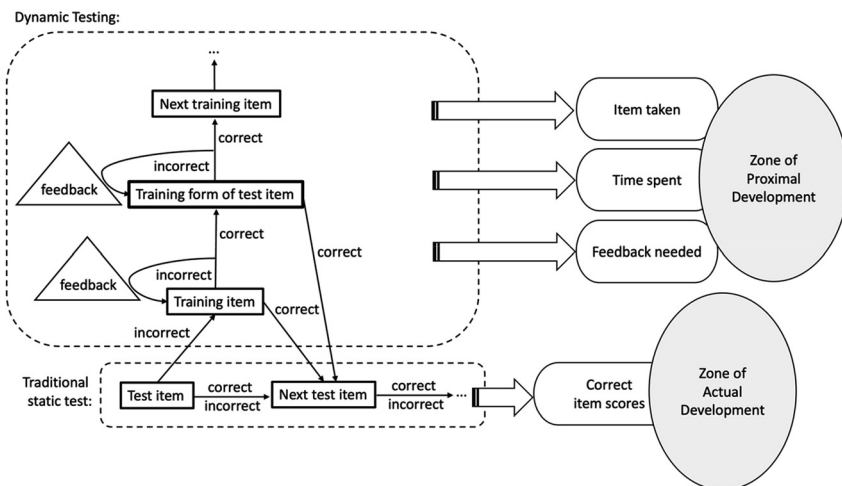 Dynamic Testing:
...
Next training item
correct
incorrect
feedback
Training form of test item
correct
incorrect
correct
feedback
Training item
incorrect
correct
Traditional
static test:
Test item
correct
incorrect
Next test item
correct
incorrect
...
Item taken
Time spent
Feedback needed
Zone of
Proximal
Development
Correct
item scores
Zone of
Actual
Development